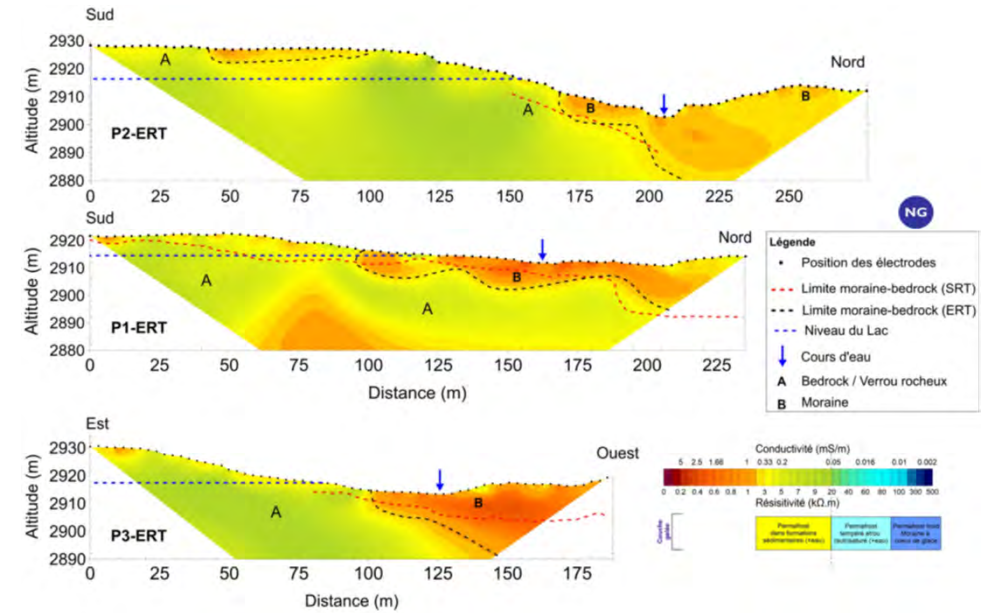 Sud
Nord
2930
2920
2910
2900
2890
2880
Altitude (m)
A
A
B
B
P2-ERT
0 50 75 100 125 150 175 200 225 250
Sud
Nord
2920
2910
2900
2890
2880
Altitude (m)
A
A
B
P1-ERT
0 25 50 75 100 125 150 175 200 225
Distance (m)
NG
Légende
Position des électrodes
Limite moraine-bedrock (SRT)
Limite moraine-bedrock (ERT)
Niveau du Lac
Cours d'eau
A Bedrock / Verrou rocheux
B Moraine
Est
Ouest
2930
2920
2910
2900
2890
Altitude (m)
A
B
P3-ERT
0 25 50 75 100 125 150 175
Distance (m)
Conductivité (mS/m)
5 2.5 1.66 1 0.33 0.2 0.05 0.016 0.01 0.002
0 0.2 0.4 0.6 0.8 1 3 5 7 9 20 40 60 80 100 300 500
Résisitivité (kΩ.m)
Couche
gelée
Permafrost
dans formations
sédimentaires (+eau)
Permafrost
tempéré et/ou
(+eau)
Permafrost froid
Moraine à
coeur de glace